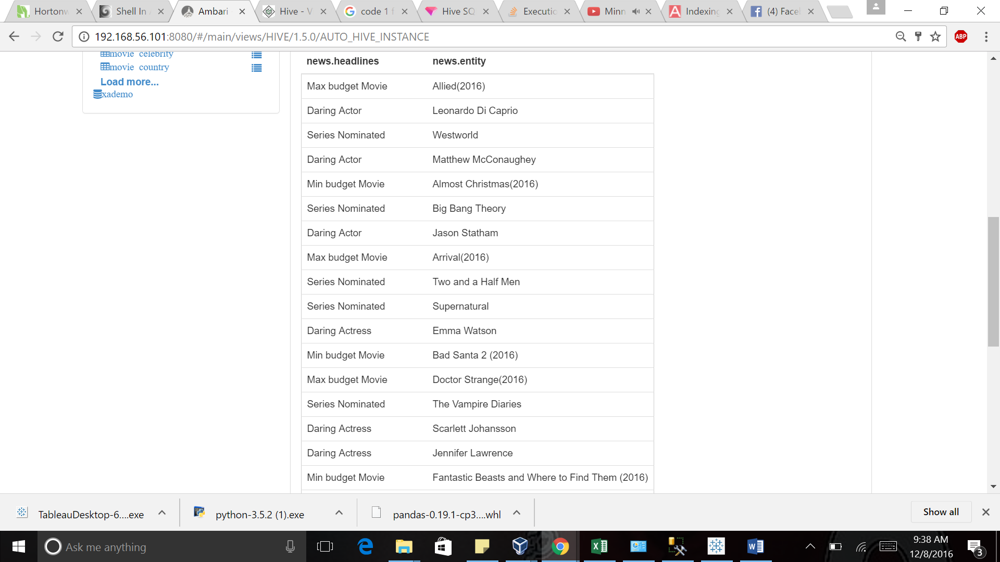 Hortonw
Shell In
Ambari
Hive - V
code 1 f
Hive SQ
Executio
Minn
Indexing
(4) Face
192.168.56.101:8080/#/main/views/HIVE/1.5.0/AUTO_HIVE_INSTANCE
ABP
movie_celebrity
movie_country
Load more...
xademo
news.headlines news.entity
Max budget Movie Allied(2016)
Daring Actor Leonardo Di Caprio
Series Nominated Westworld
Daring Actor Matthew McConaughey
Min budget Movie Almost Christmas(2016)
Series Nominated Big Bang Theory
Daring Actor Jason Statham
Max budget Movie Arrival(2016)
Series Nominated Two and a Half Men
Series Nominated Supernatural
Daring Actress Emma Watson
Min budget Movie Bad Santa 2 (2016)
Max budget Movie Doctor Strange(2016)
Series Nominated The Vampire Diaries
Daring Actress Scarlett Johansson
Daring Actress Jennifer Lawrence
Min budget Movie Fantastic Beasts and Where to Find Them (2016)
TableauDesktop-6....exe
python-3.5.2 (1).exe
pandas-0.19.1-cp3....whl
Show all
Ask me anything
9:38 AM
12/8/2016
3